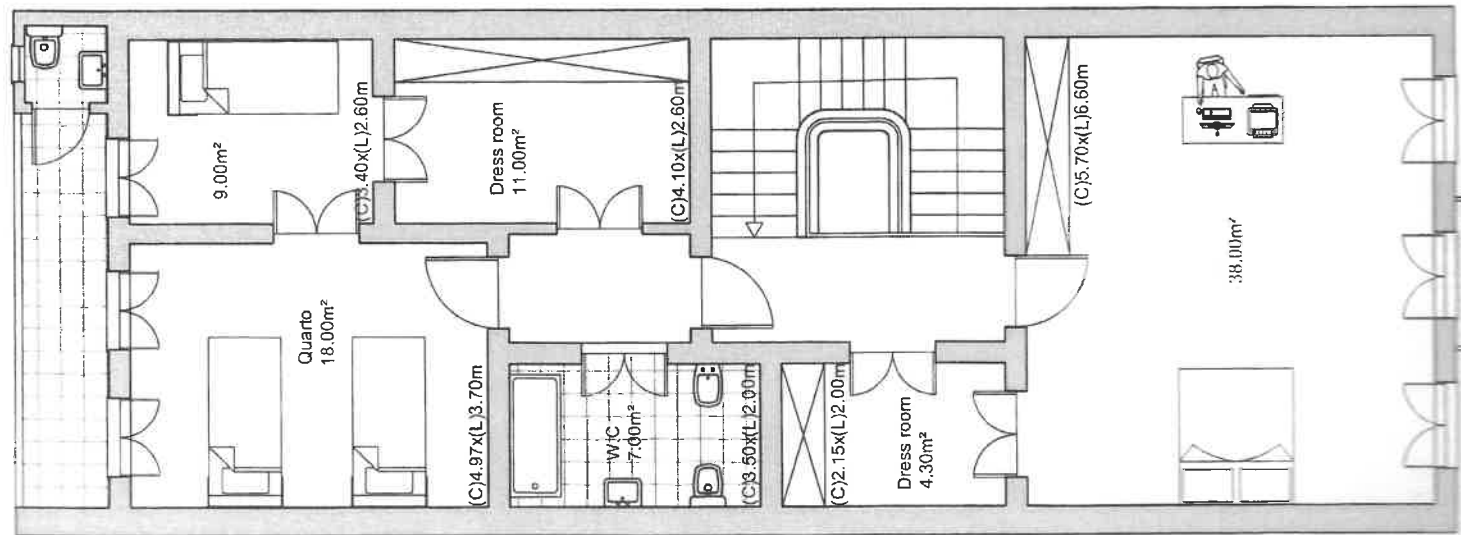 9.00m²
(C)3.40x(L)2.60m
Dress room
11.00m²
(C)4.10x(L)2.60m
(C)5.70x(L)6.60m
38.00m²
Quarto
18.00m²
(C)4.97x(L)3.70m
W.C
7.00m²
(C)3.50x(L)2.00m
(C)2.15x(L)2.00m
Dress room
4.30m²